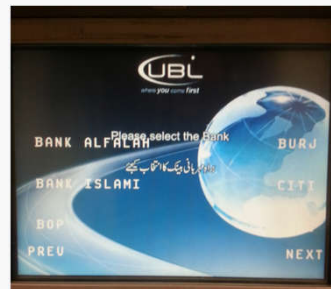 UBL
where you come first
Please select the Bank
BANK ALFALAH
BURJ
براہ مہربانی بینک کا انتخاب کیجئے
BANK ISLAMI
CITI
BOP
PREV
NEXT